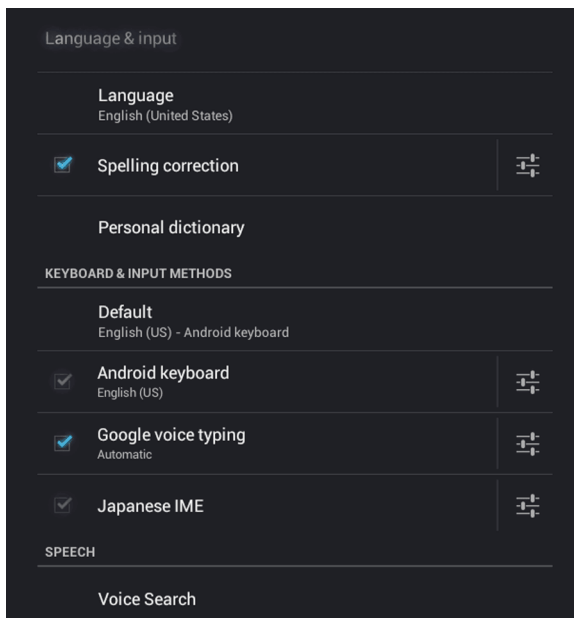 Language & input
Language
English (United States)
Spelling correction
Personal dictionary
KEYBOARD & INPUT METHODS
Default
English (US) - Android keyboard
Android keyboard
English (US)
Google voice typing
Automatic
Japanese IME
SPEECH
Voice Search